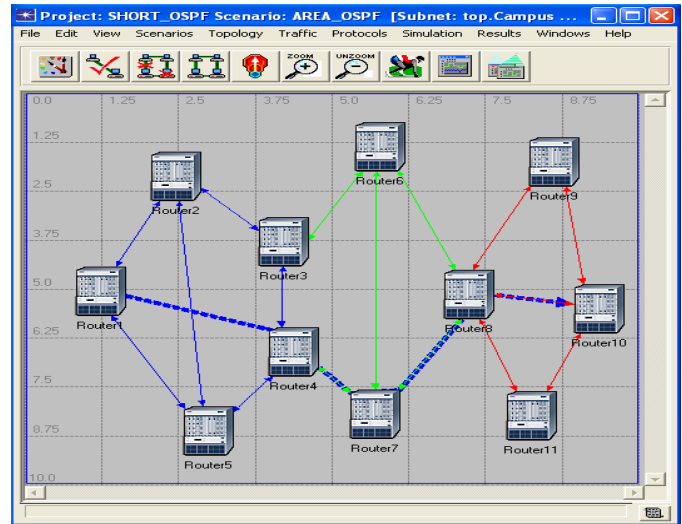 Project: SHORT_OSPF Scenario: AREA_OSPF [Subnet: top.Campus ...
File Edit View Scenarios Topology Traffic Protocols Simulation Results Windows Help
ZOOM UNZOOM
0.0 1.25 2.5 3.75 5.0 6.25 7.5 8.75
1.25
Router6
2.5
Router9
Router2
3.75
Router3
5.0
Router1
Router8
6.25
Router10
Router4
7.5
8.75
Router7
Router11
Router5
10.0